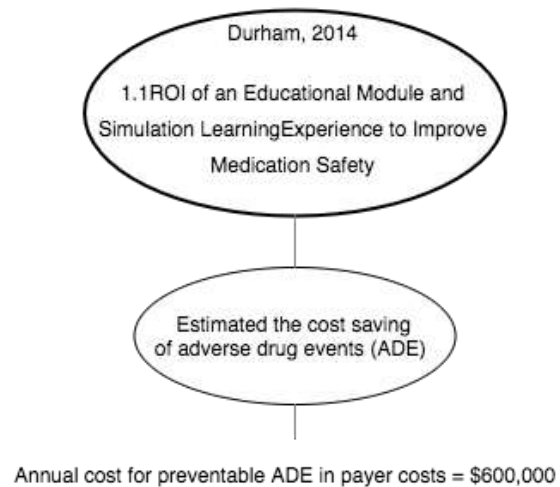 Durham, 2014
1.1ROI of an Educational Module and
Simulation LearningExperience to Improve
Medication Safety
Estimated the cost saving
of adverse drug events (ADE)
Annual cost for preventable ADE in payer costs = $600,000